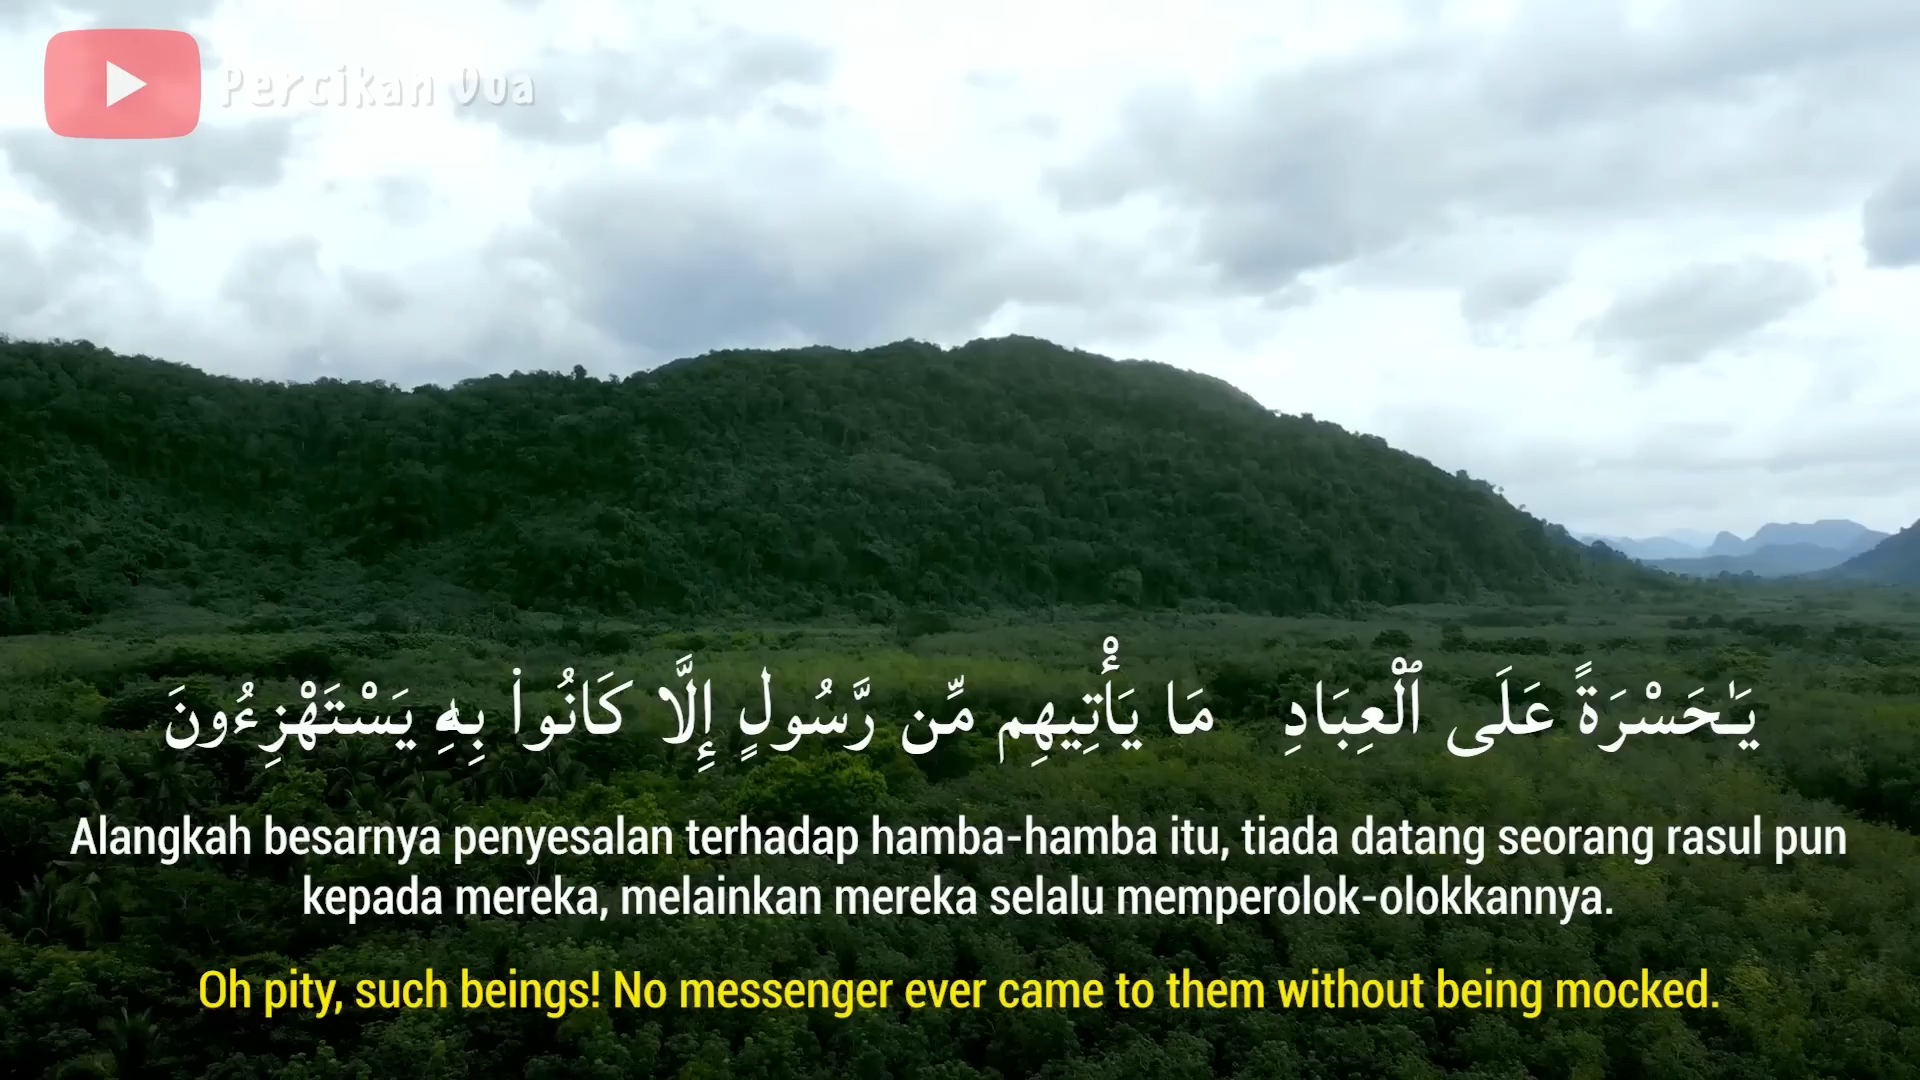 Percikan Doa
يَـٰحَسْرَةً عَلَى ٱلْعِبَادِ مَا يَأْتِيهِم مِّن رَّسُولٍ إِلَّا كَانُوا۟ بِهِۦ يَسْتَهْزِءُونَ
Alangkah besarnya penyesalan terhadap hamba-hamba itu, tiada datang seorang rasul pun
kepada mereka, melainkan mereka selalu memperolok-olokkannya.
Oh pity, such beings! No messenger ever came to them without being mocked.